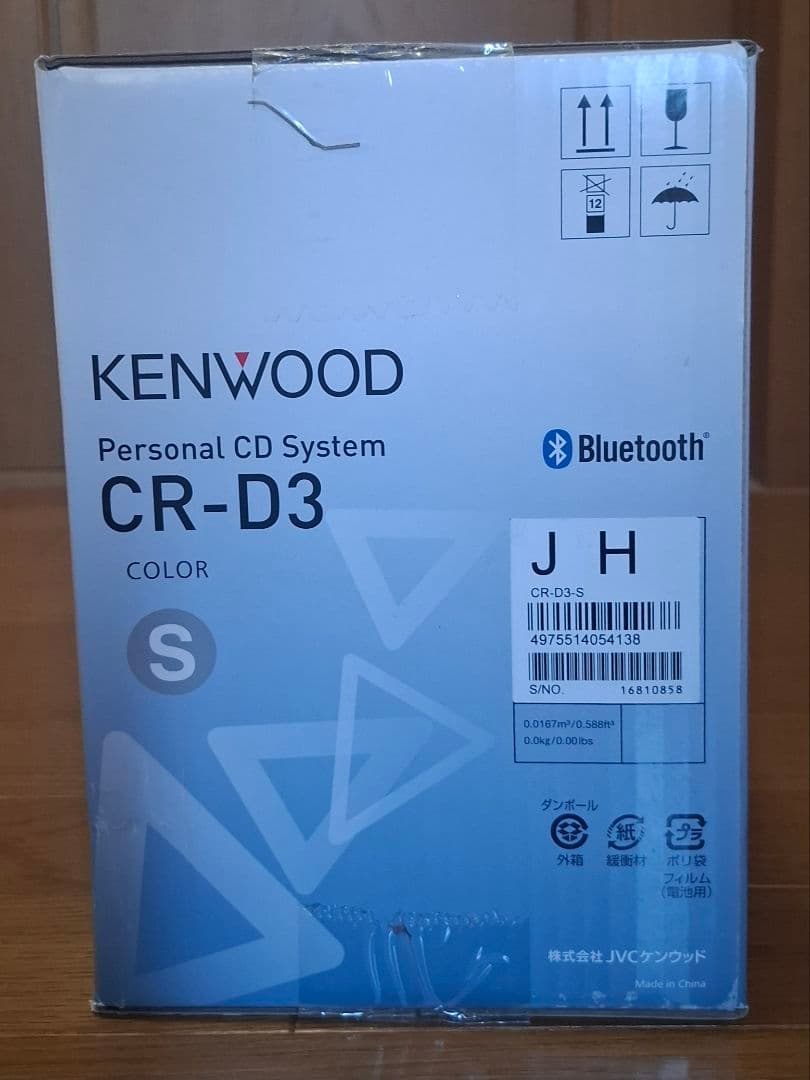 12
KENWOOD
Personal CD System
CR-D3
Bluetooth®
COLOR
S
J H
CR-D3-S
4975514054138
S/NO. 16810858
0.0167m³/0.588ft³
0.0kg/0.00lbs
ダンボール
紙
プラ
外箱
緩衝材
ポリ袋
フィルム
(電池用)
株式会社 JVCケンウッド
Made in China